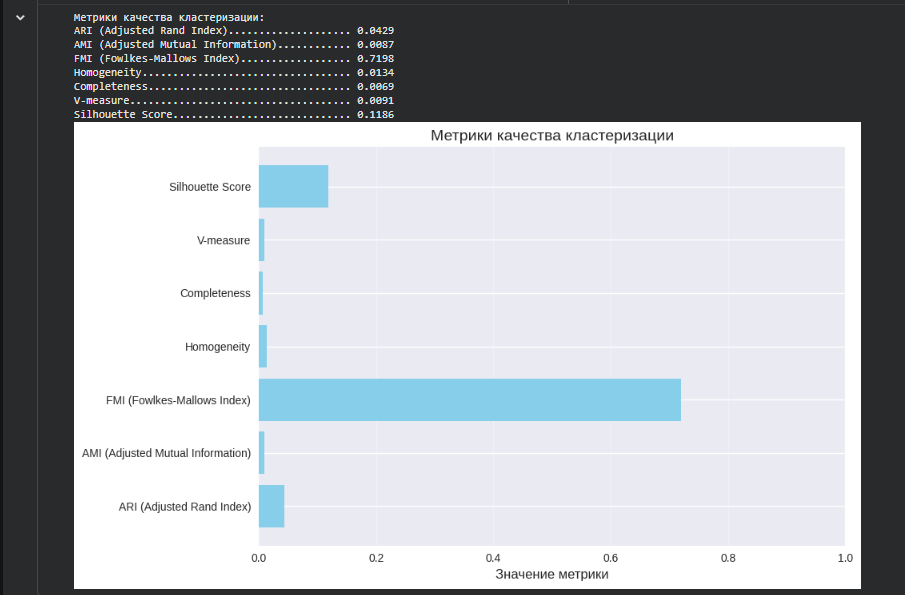 Метрики качества кластеризации:
ARI (Adjusted Rand Index).................... 0.0429
AMI (Adjusted Mutual Information)............ 0.0087
FMI (Fowlkes-Mallows Index).................. 0.7198
Homogeneity.................................. 0.0134
Completeness................................. 0.0069
V-measure.................................... 0.0091
Silhouette Score............................. 0.1186
Метрики качества кластеризации
Silhouette Score
V-measure
Completeness
Homogeneity
FMI (Fowlkes-Mallows Index)
AMI (Adjusted Mutual Information)
ARI (Adjusted Rand Index)
0.0 0.2 0.4 0.6 0.8 1.0
Значение метрики